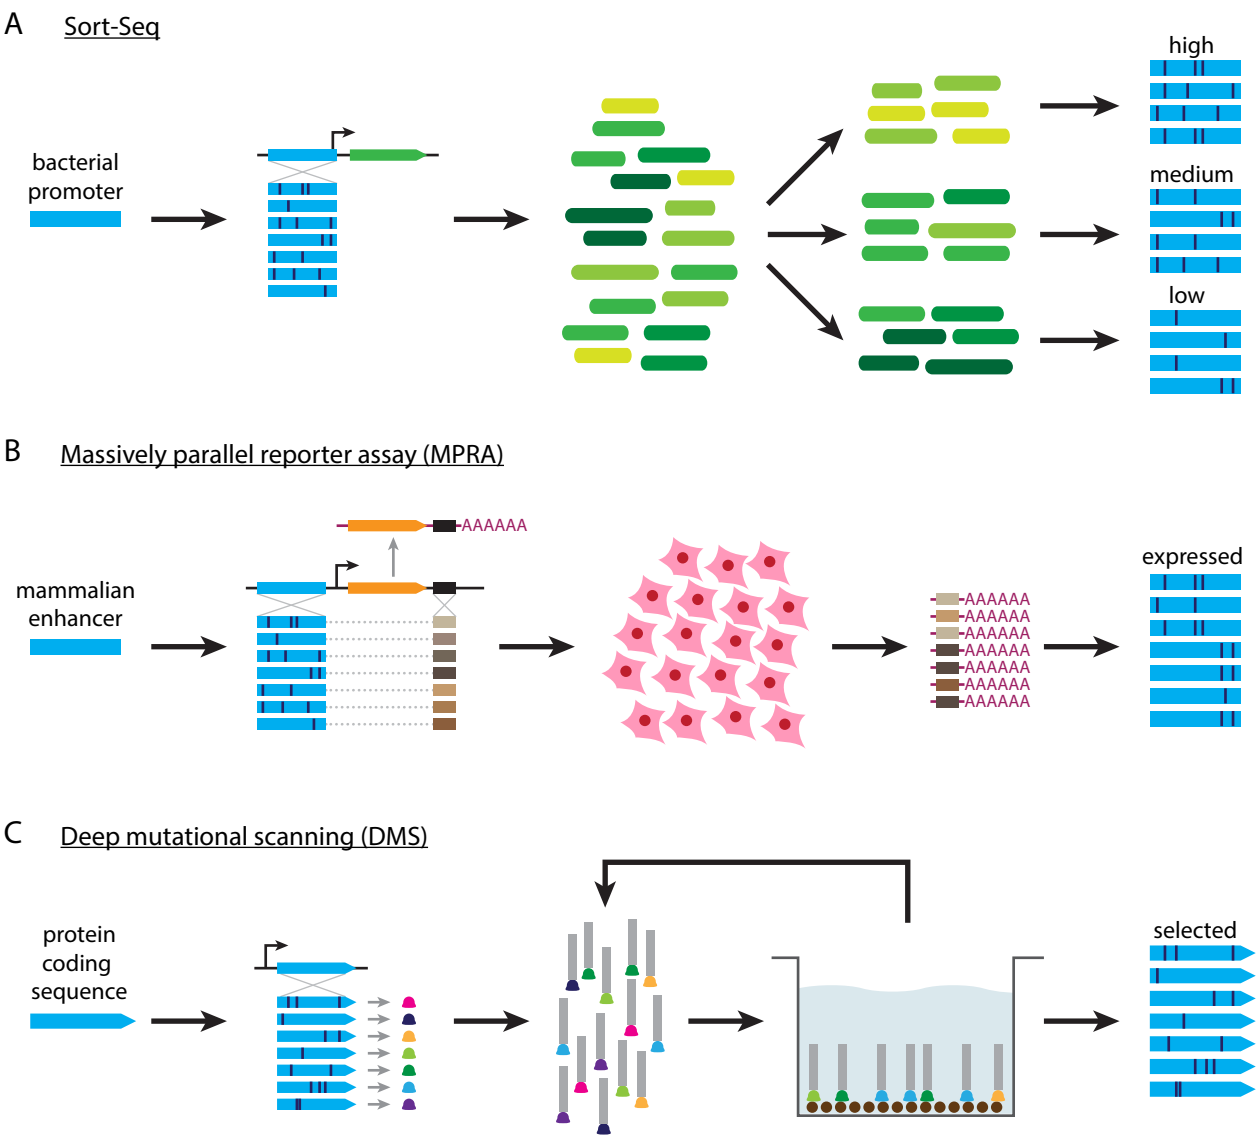 A Sort-Seq
bacterial
promoter
high
medium
low
B Massively parallel reporter assay (MPRA)
AAAAAA
mammalian
enhancer
AAAAAA
AAAAAA
AAAAAA
AAAAAA
AAAAAA
AAAAAA
AAAAAA
expressed
C Deep mutational scanning (DMS)
protein
coding
sequence
selected